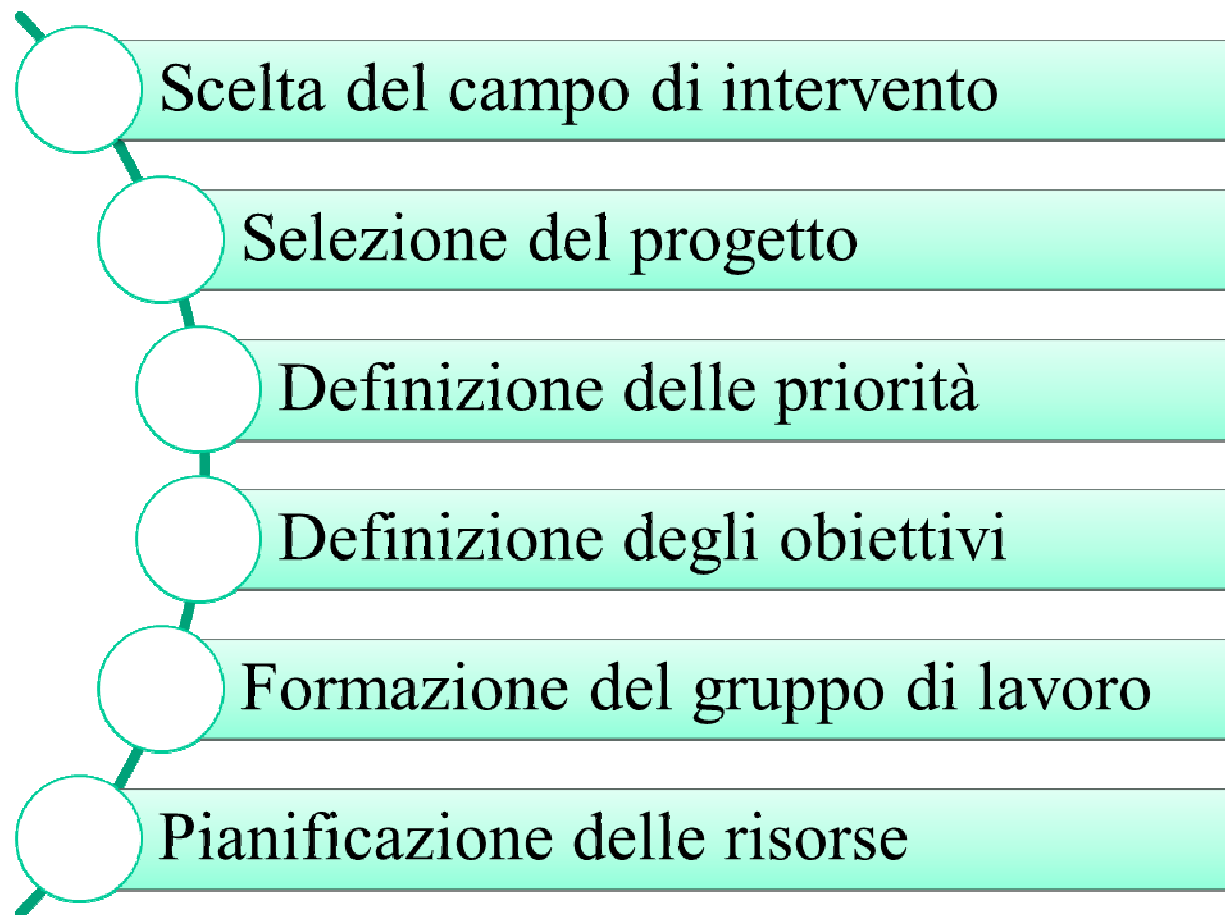 Scelta del campo di intervento
Selezione del progetto
Definizione delle priorità
Definizione degli obiettivi
Formazione del gruppo di lavoro
Pianificazione delle risorse